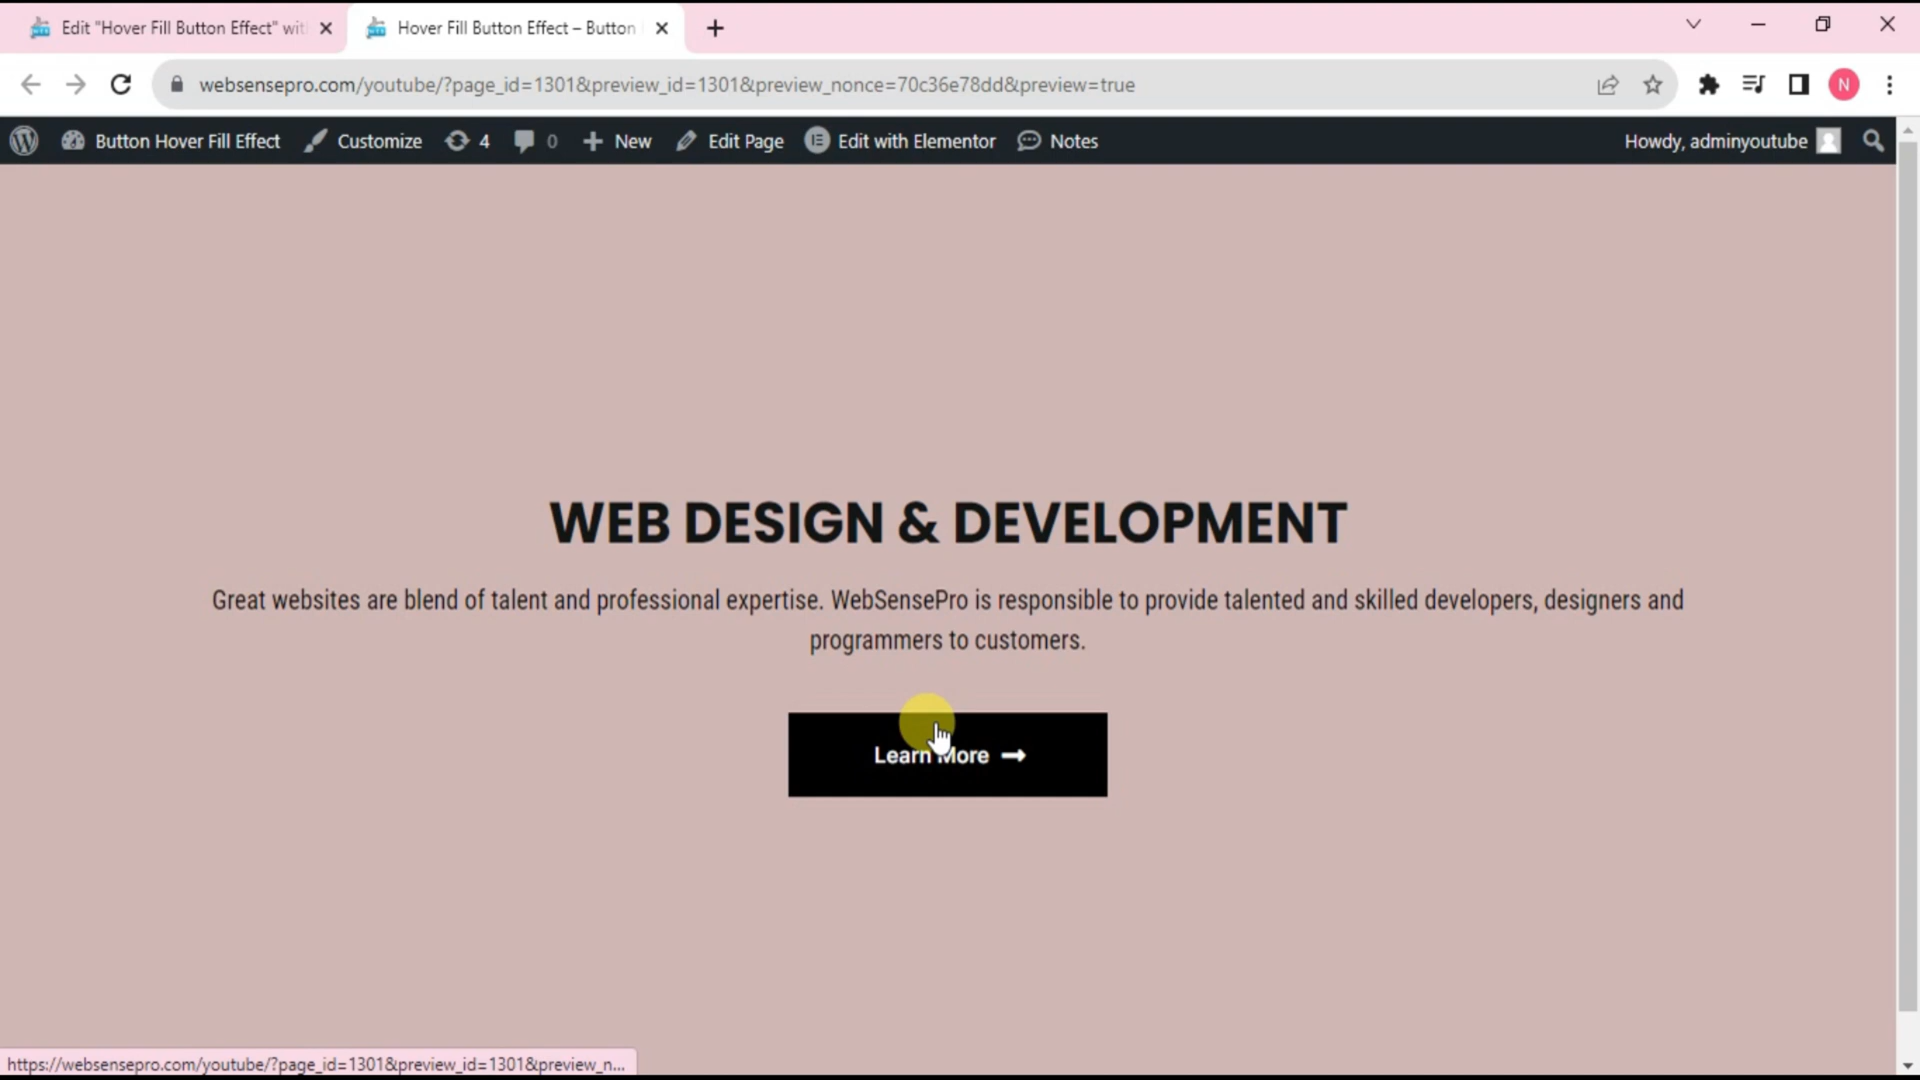 Edit "Hover Fill Button Effect" wit
Hover Fill Button Effect – Button
websensepro.com/youtube/?page_id=1301&preview_id=1301&preview_nonce=70c36e78dd&preview=true
N
Button Hover Fill Effect Customize 4 0 New Edit Page Edit with Elementor Notes Howdy, adminyoutube
WEB DESIGN & DEVELOPMENT
Great websites are blend of talent and professional expertise. WebSensePro is responsible to provide talented and skilled developers, designers and
programmers to customers.
Learn More
https://websensepro.com/youtube/?page_id=1301&preview_id=1301&preview_n...